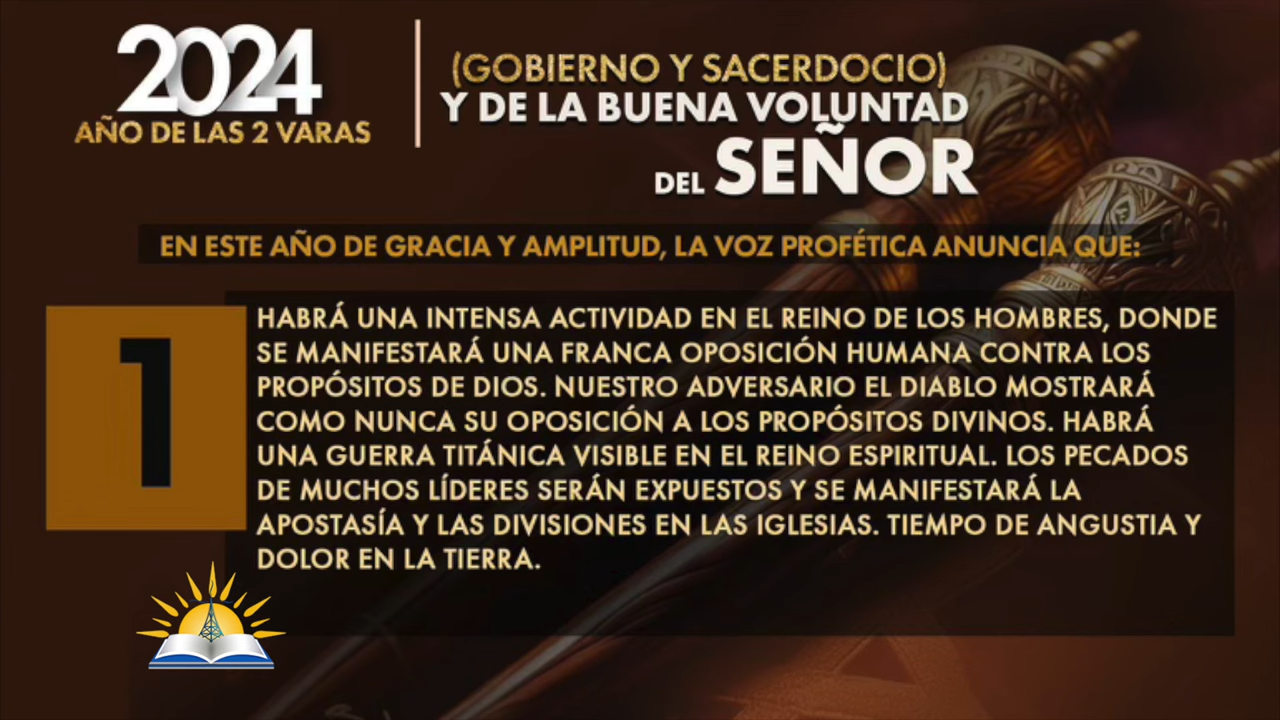 2024
AÑO DE LAS 2 VARAS
(GOBIERNO Y SACERDOCIO)
Y DE LA BUENA VOLUNTAD
DEL SEÑOR
EN ESTE AÑO DE GRACIA Y AMPLITUD, LA VOZ PROFÉTICA ANUNCIA QUE:
1
HABRÁ UNA INTENSA ACTIVIDAD EN EL REINO DE LOS HOMBRES, DONDE
SE MANIFESTARÁ UNA FRANCA OPOSICIÓN HUMANA CONTRA LOS
PROPÓSITOS DE DIOS. NUESTRO ADVERSARIO EL DIABLO MOSTRARÁ
COMO NUNCA SU OPOSICIÓN A LOS PROPÓSITOS DIVINOS. HABRÁ
UNA GUERRA TITÁNICA VISIBLE EN EL REINO ESPIRITUAL. LOS PECADOS
DE MUCHOS LÍDERES SERÁN EXPUESTOS Y SE MANIFESTARÁ LA
APOSTASÍA Y LAS DIVISIONES EN LAS IGLESIAS. TIEMPO DE ANGUSTIA Y
DOLOR EN LA TIERRA.